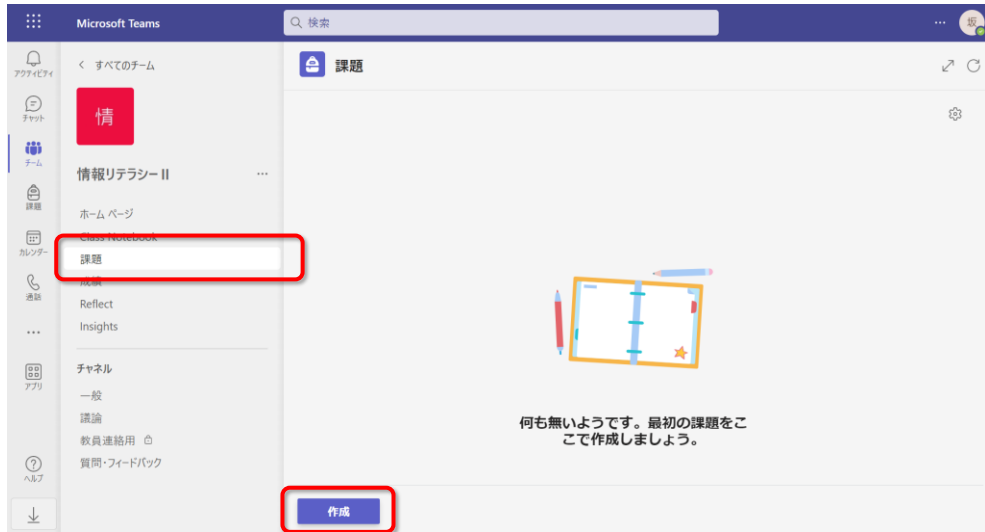 Microsoft Teams
検索
坂
アクティビティ
チャット
チーム
課題
カレンダー
通話
アプリ
ヘルプ
すべてのチーム
情
情報リテラシー II
ホーム ページ
Class Notebook
課題
成績
Reflect
Insights
チャネル
一般
議論
教員連絡用
質問・フィードバック
課題
何も無いようです。最初の課題をこ
こで作成しましょう。
作成